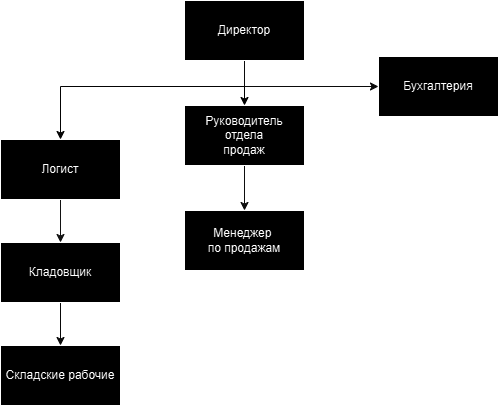 Директор
Бухгалтерия
Руководитель
отдела
продаж
Логист
Менеджер
по продажам
Кладовщик
Складские рабочие